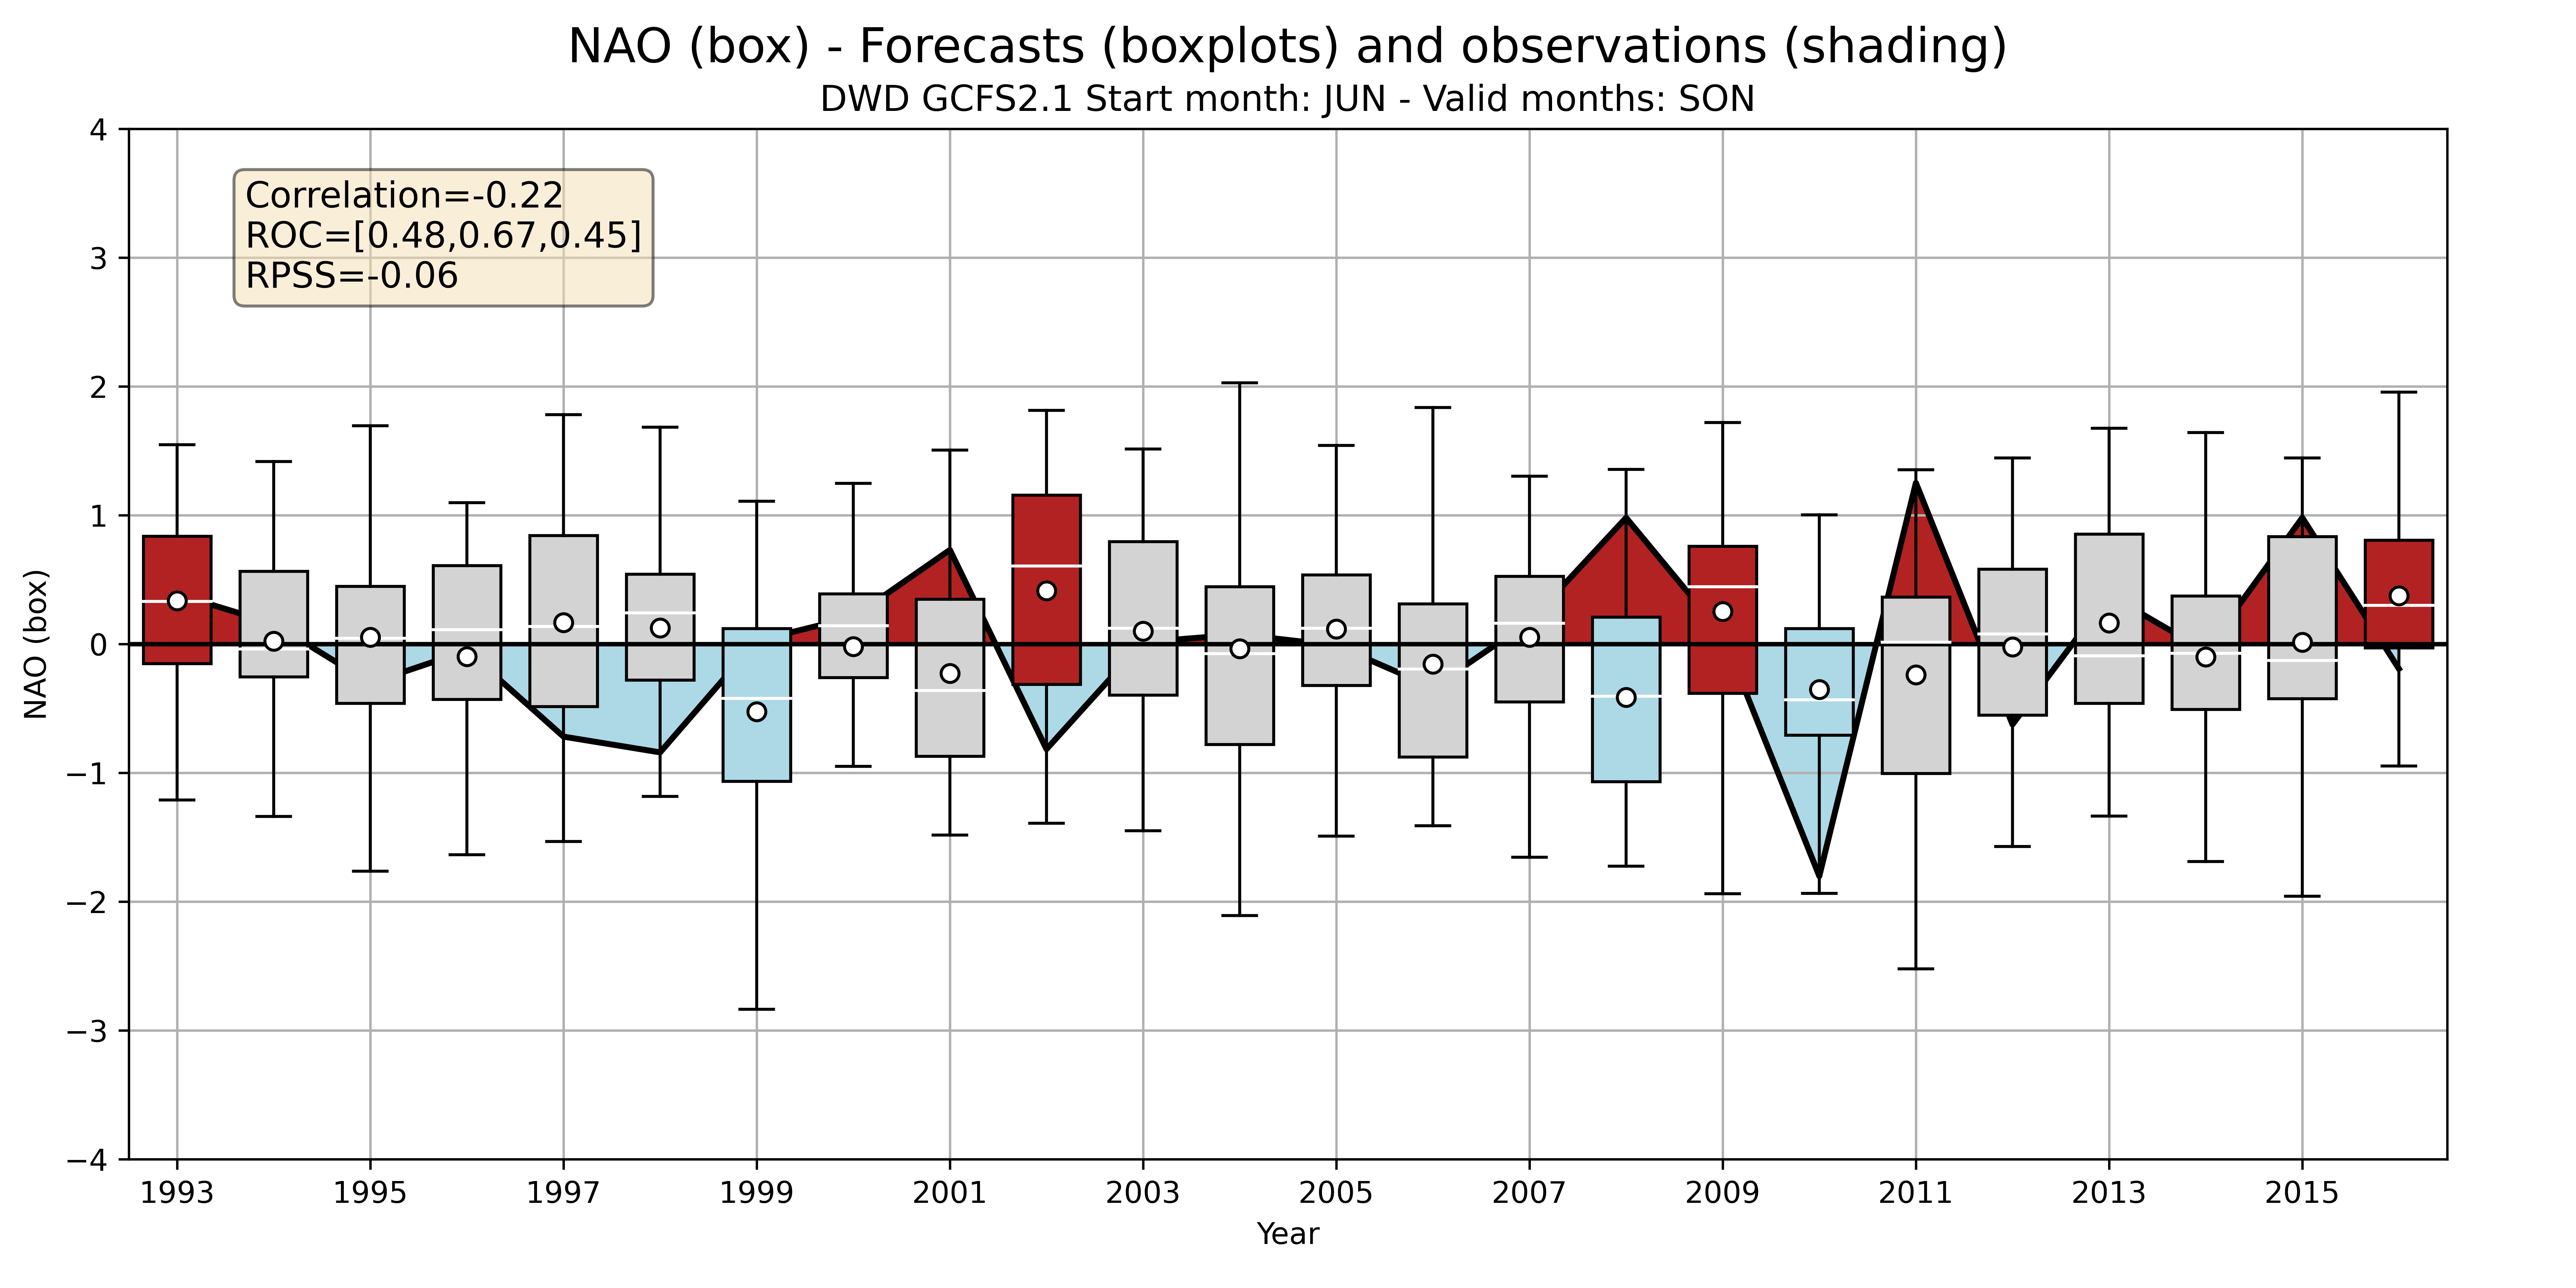 NAO (box) - Forecasts (boxplots) and observations (shading)
DWD GCFS2.1 Start month: JUN - Valid months: SON
Correlation=-0.22
ROC=[0.48,0.67,0.45]
RPSS=-0.06
NAO (box)
4
3
2
1
0
−1
−2
−3
−4
1993 1995 1997 1999 2001 2003 2005 2007 2009 2011 2013 2015
Year